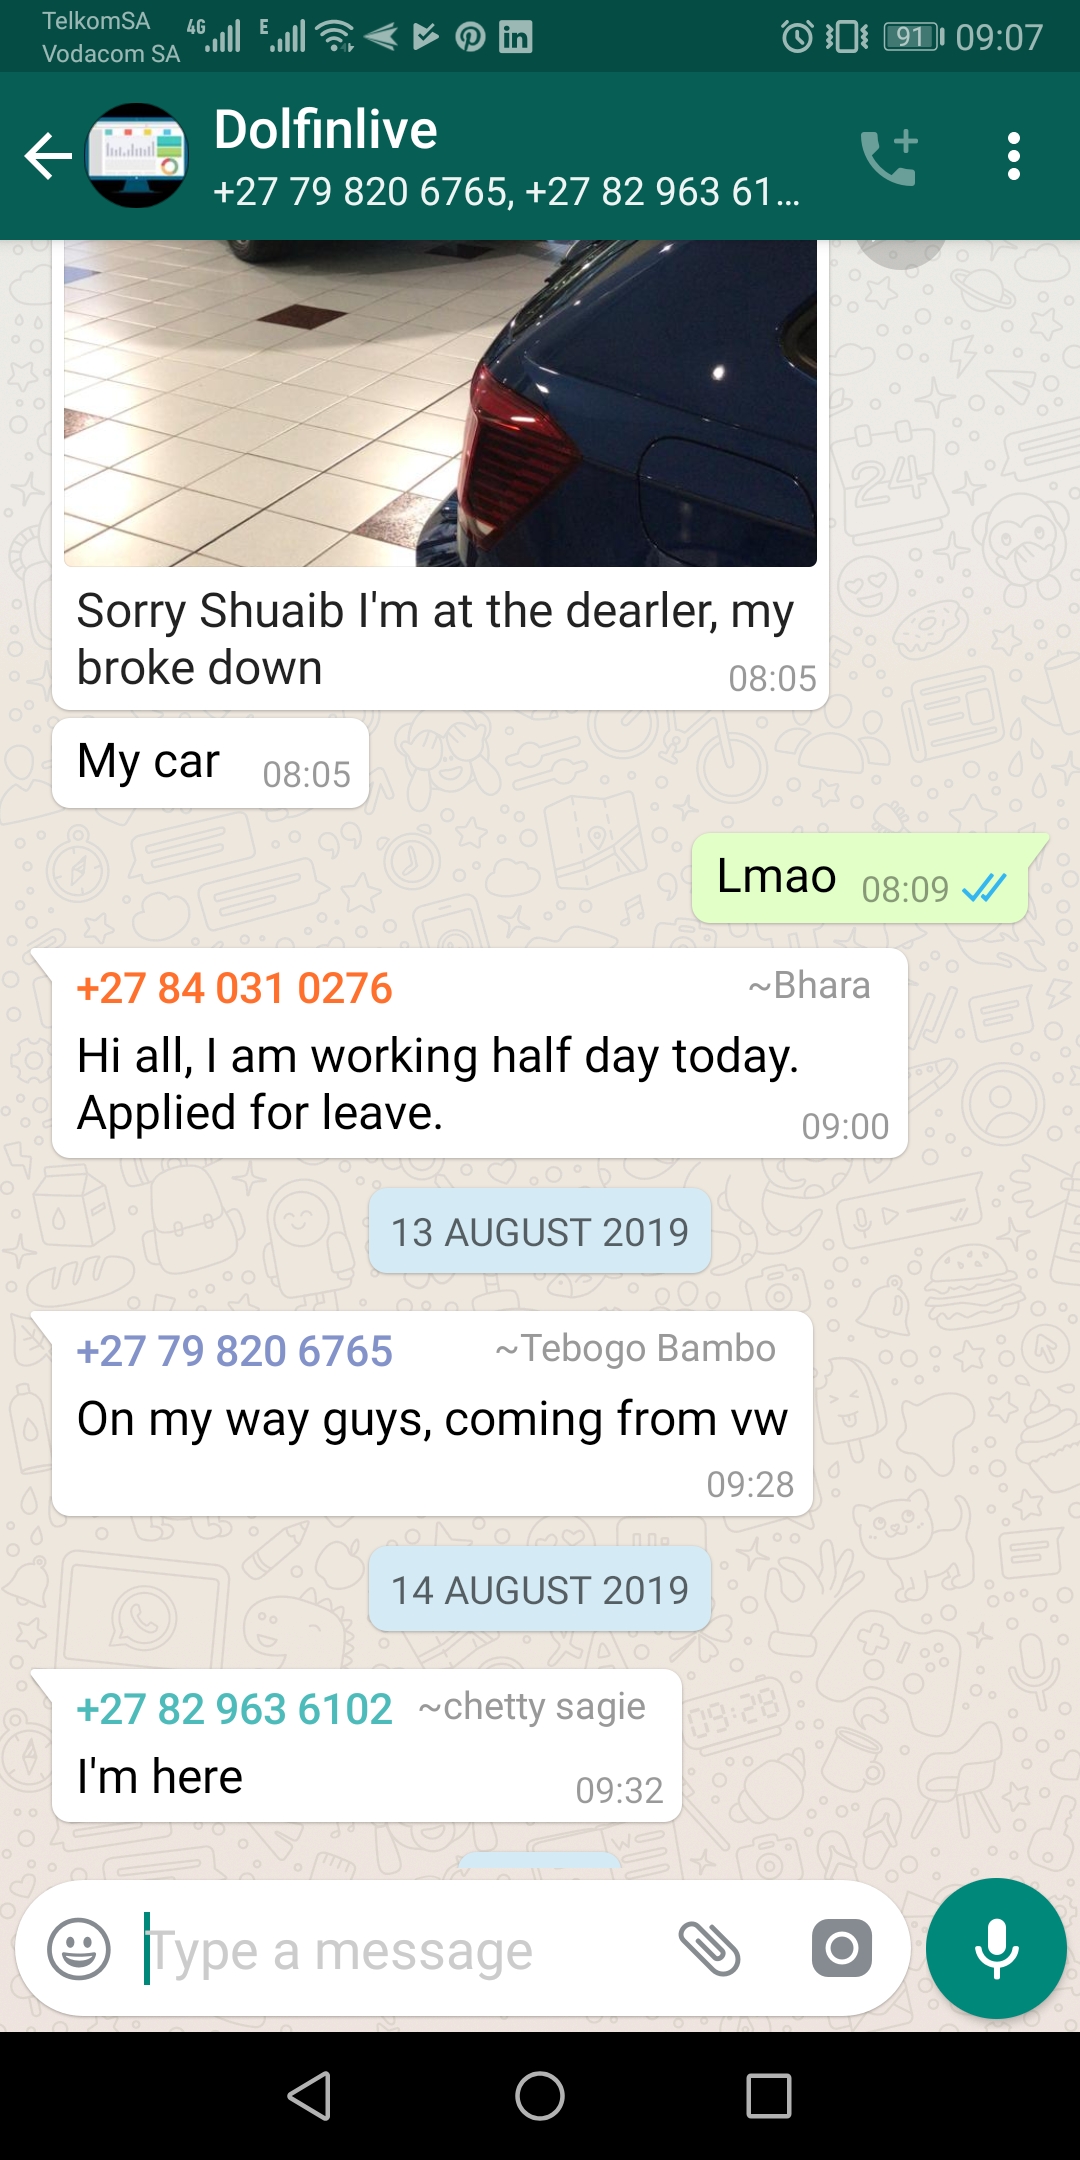 TelkomSA
Vodacom SA
4G
E
91
09:07
Dolfinlive
+27 79 820 6765, +27 82 963 61...
Sorry Shuaib I'm at the dearler, my
broke down
08:05
My car 08:05
Lmao 08:09
+27 84 031 0276 ~Bhara
Hi all, I am working half day today.
Applied for leave.
09:00
13 AUGUST 2019
+27 79 820 6765 ~Tebogo Bambo
On my way guys, coming from vw
09:28
14 AUGUST 2019
+27 82 963 6102 ~chetty sagie
I'm here
09:32
Type a message